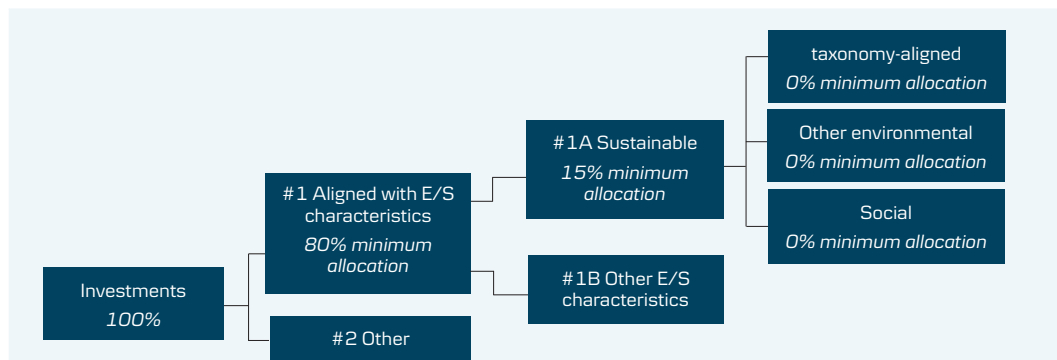 Investments
100%
#1 Aligned with E/S
characteristics
80% minimum
allocation
#2 Other
#1A Sustainable
15% minimum
allocation
#1B Other E/S
characteristics
taxonomy-aligned
0% minimum allocation
Other environmental
0% minimum allocation
Social
0% minimum allocation